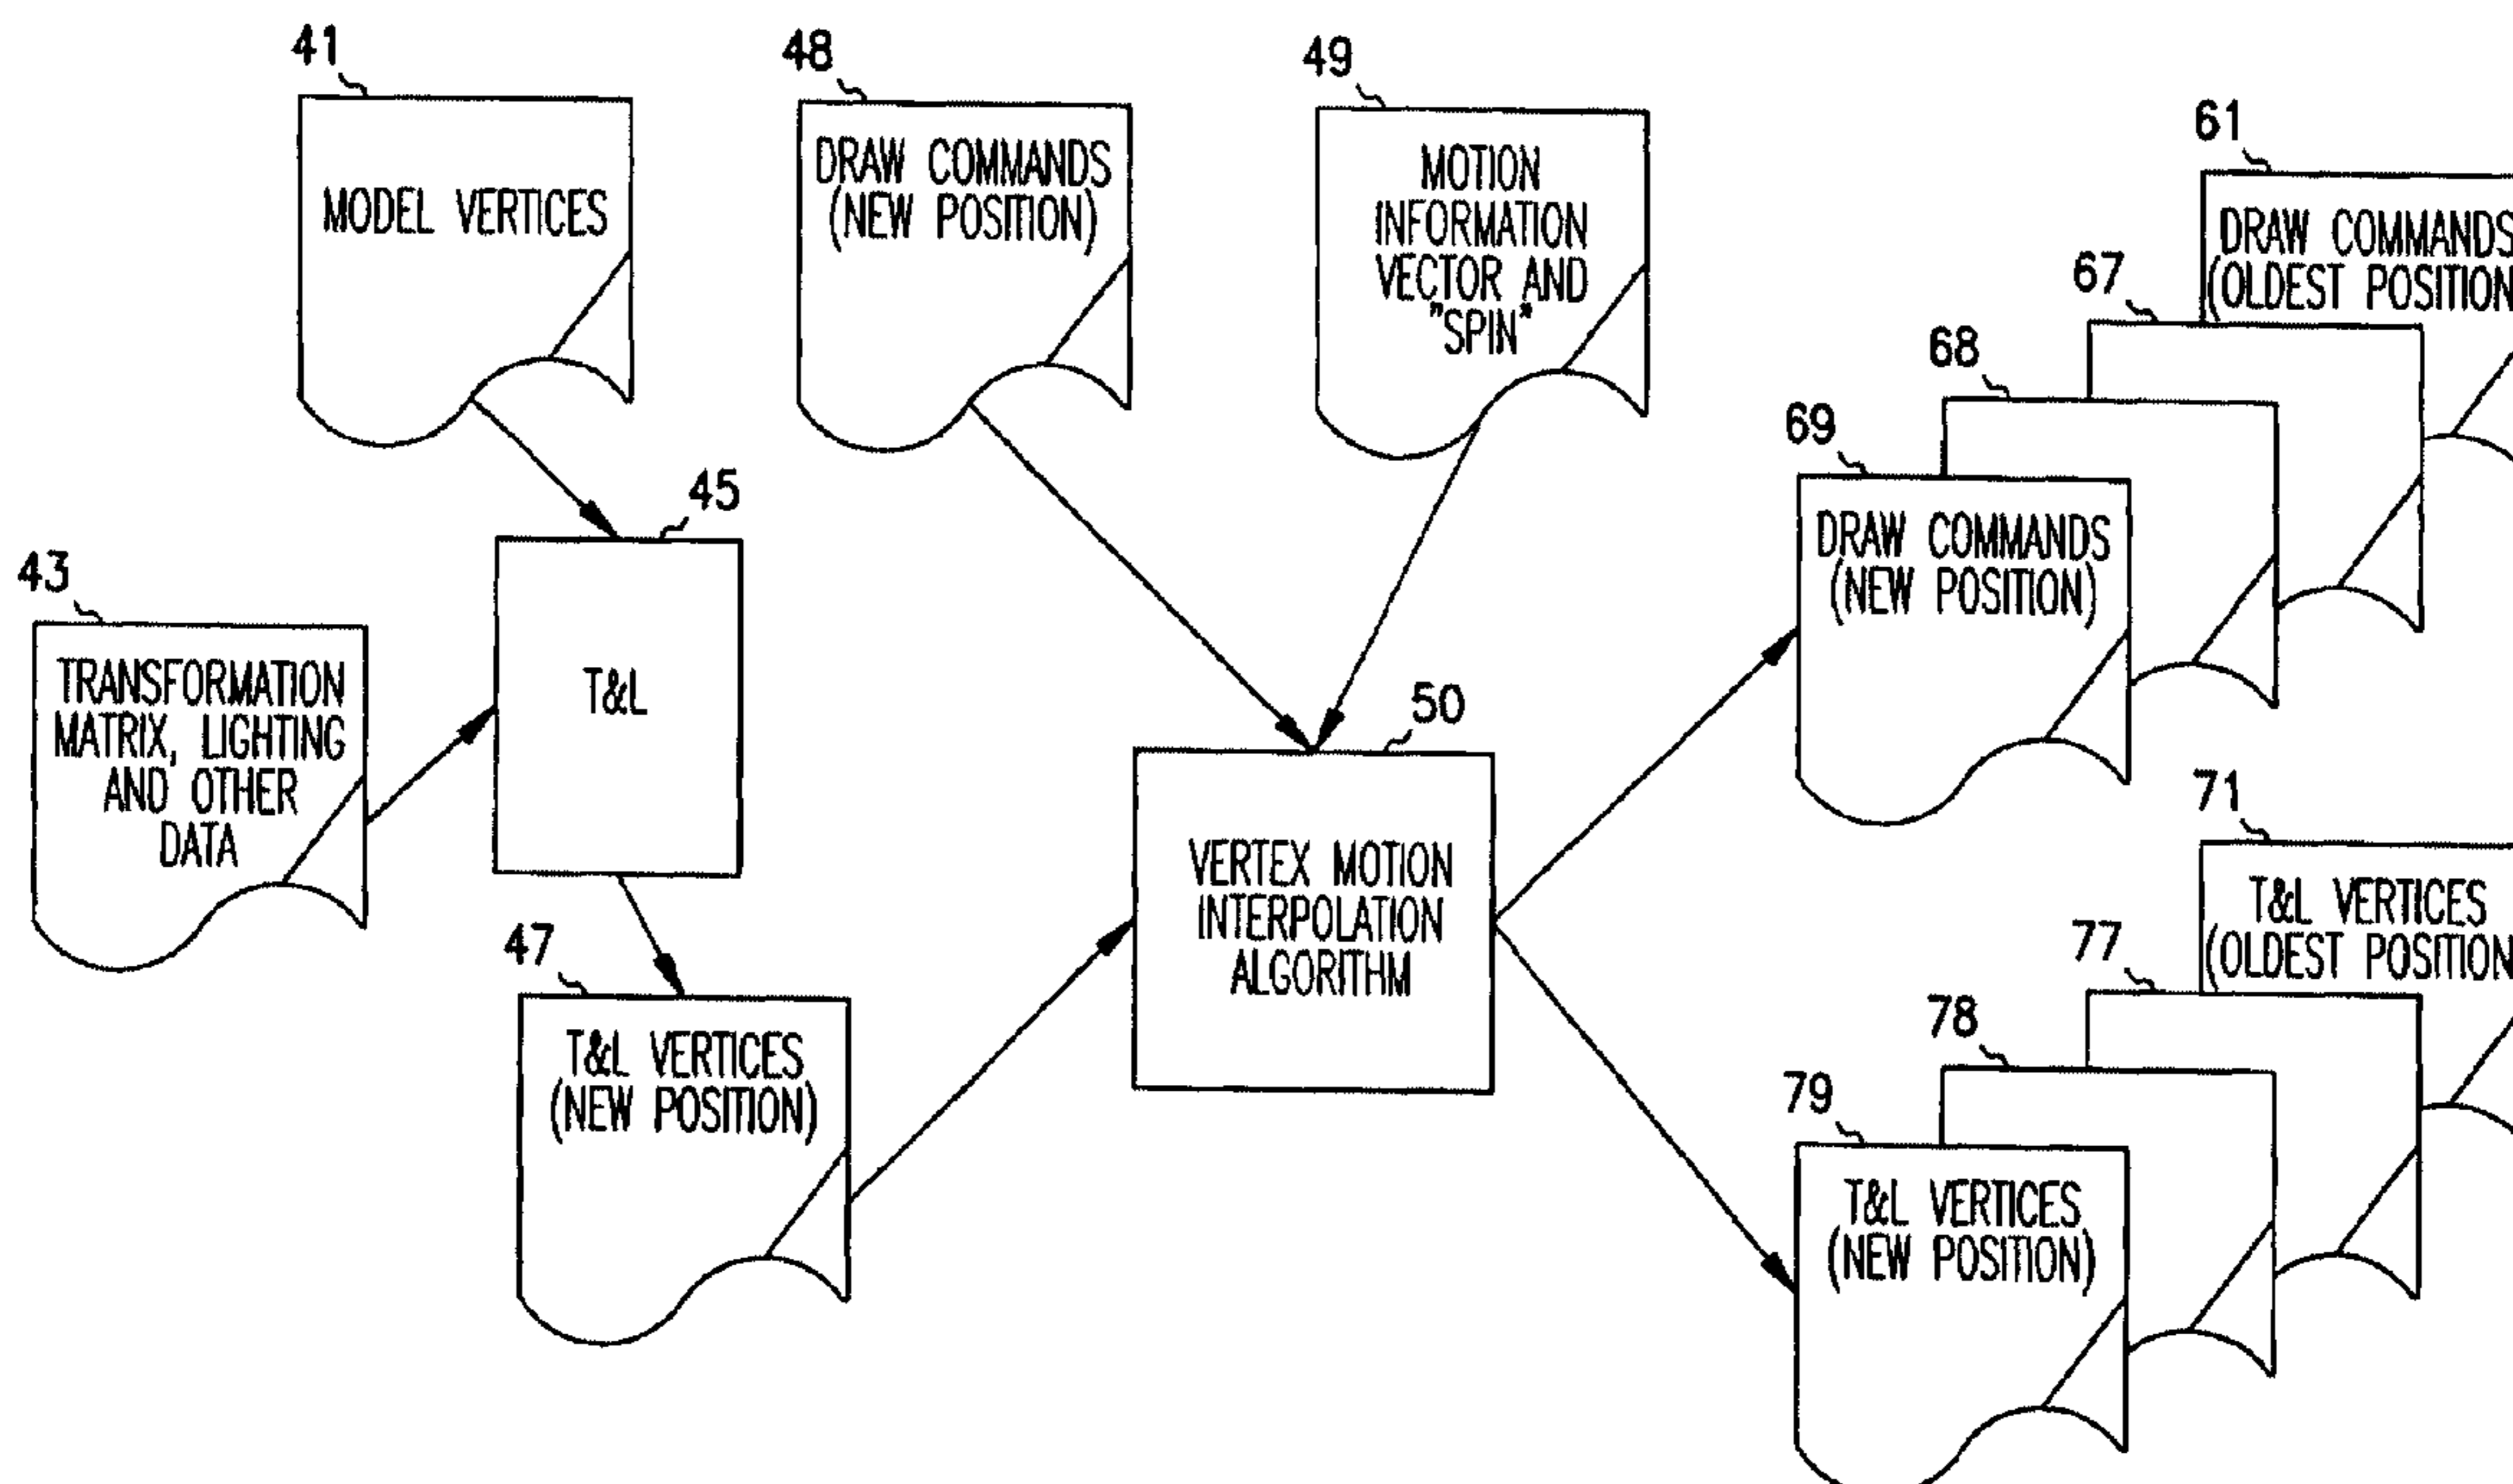 41
MODEL VERTICES
48
DRAW COMMANDS
(NEW POSITION)
49
MOTION
INFORMATION
VECTOR AND
"SPIN"
61
DRAW COMMANDS
(OLDEST POSITION
67
68
69
DRAW COMMANDS
(NEW POSITION)
43
TRANSFORMATION
MATRIX, LIGHTING
AND OTHER
DATA
45
T&L
47
T&L VERTICES
(NEW POSITION)
50
VERTEX MOTION
INTERPOLATION
ALGORITHM
71
T&L VERTICES
(OLDEST POSITION
77
78
79
T&L VERTICES
(NEW POSITION)